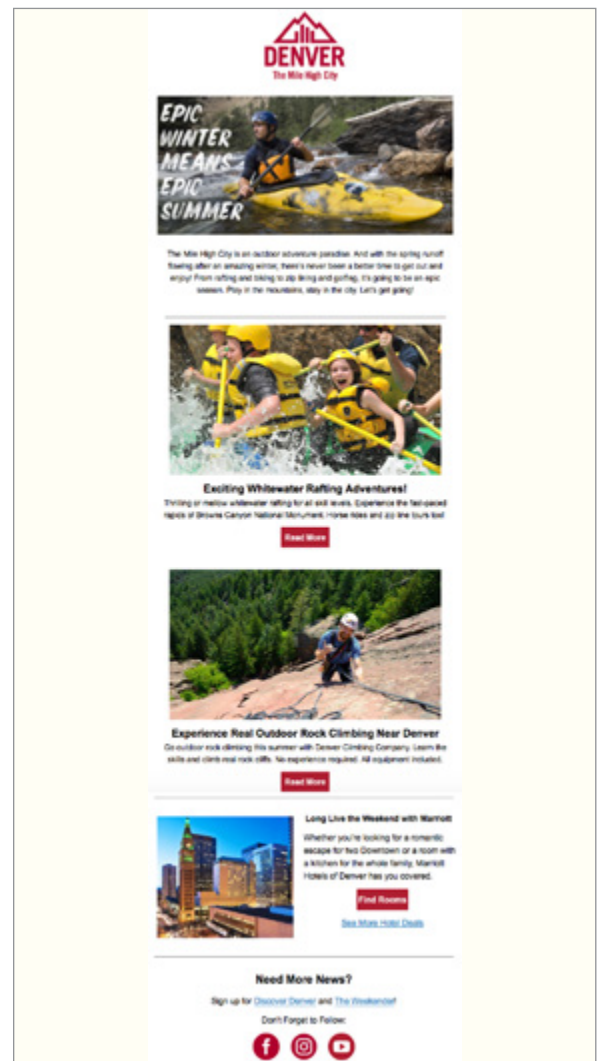 DENVER
The Mile High City
EPIC
WINTER
MEANS
EPIC
SUMMER
The Mile High City is an outdoor adventure paradise. And with the spring runoff
flowing after an amazing winter, there's never been a better time to get out and
enjoy! From rafting and biking to zip lining and golfing, it's going to be an epic
season. Play in the mountains, stay in the city. Let's get going!
Exciting Whitewater Rafting Adventures!
Thrilling or mellow whitewater rafting for all skill levels. Experience the fast-paced
rapids of Browns Canyon National Monument. Horse rides and zip line tours too!
Read More
Experience Real Outdoor Rock Climbing Near Denver
Go outdoor rock climbing this summer with Denver Climbing Company. Learn the
skills and climb real rock cliffs. No experience required. All equipment included.
Read More
Long Live the Weekend with Marriott
Whether you're looking for a romantic
escape for two Downtown or a room with
a kitchen for the whole family, Marriott
Hotels of Denver has you covered.
Find Rooms
See More Hotel Deals
Need More News?
Sign up for Discover Denver and The Weekender!
Don't Forget to Follow: